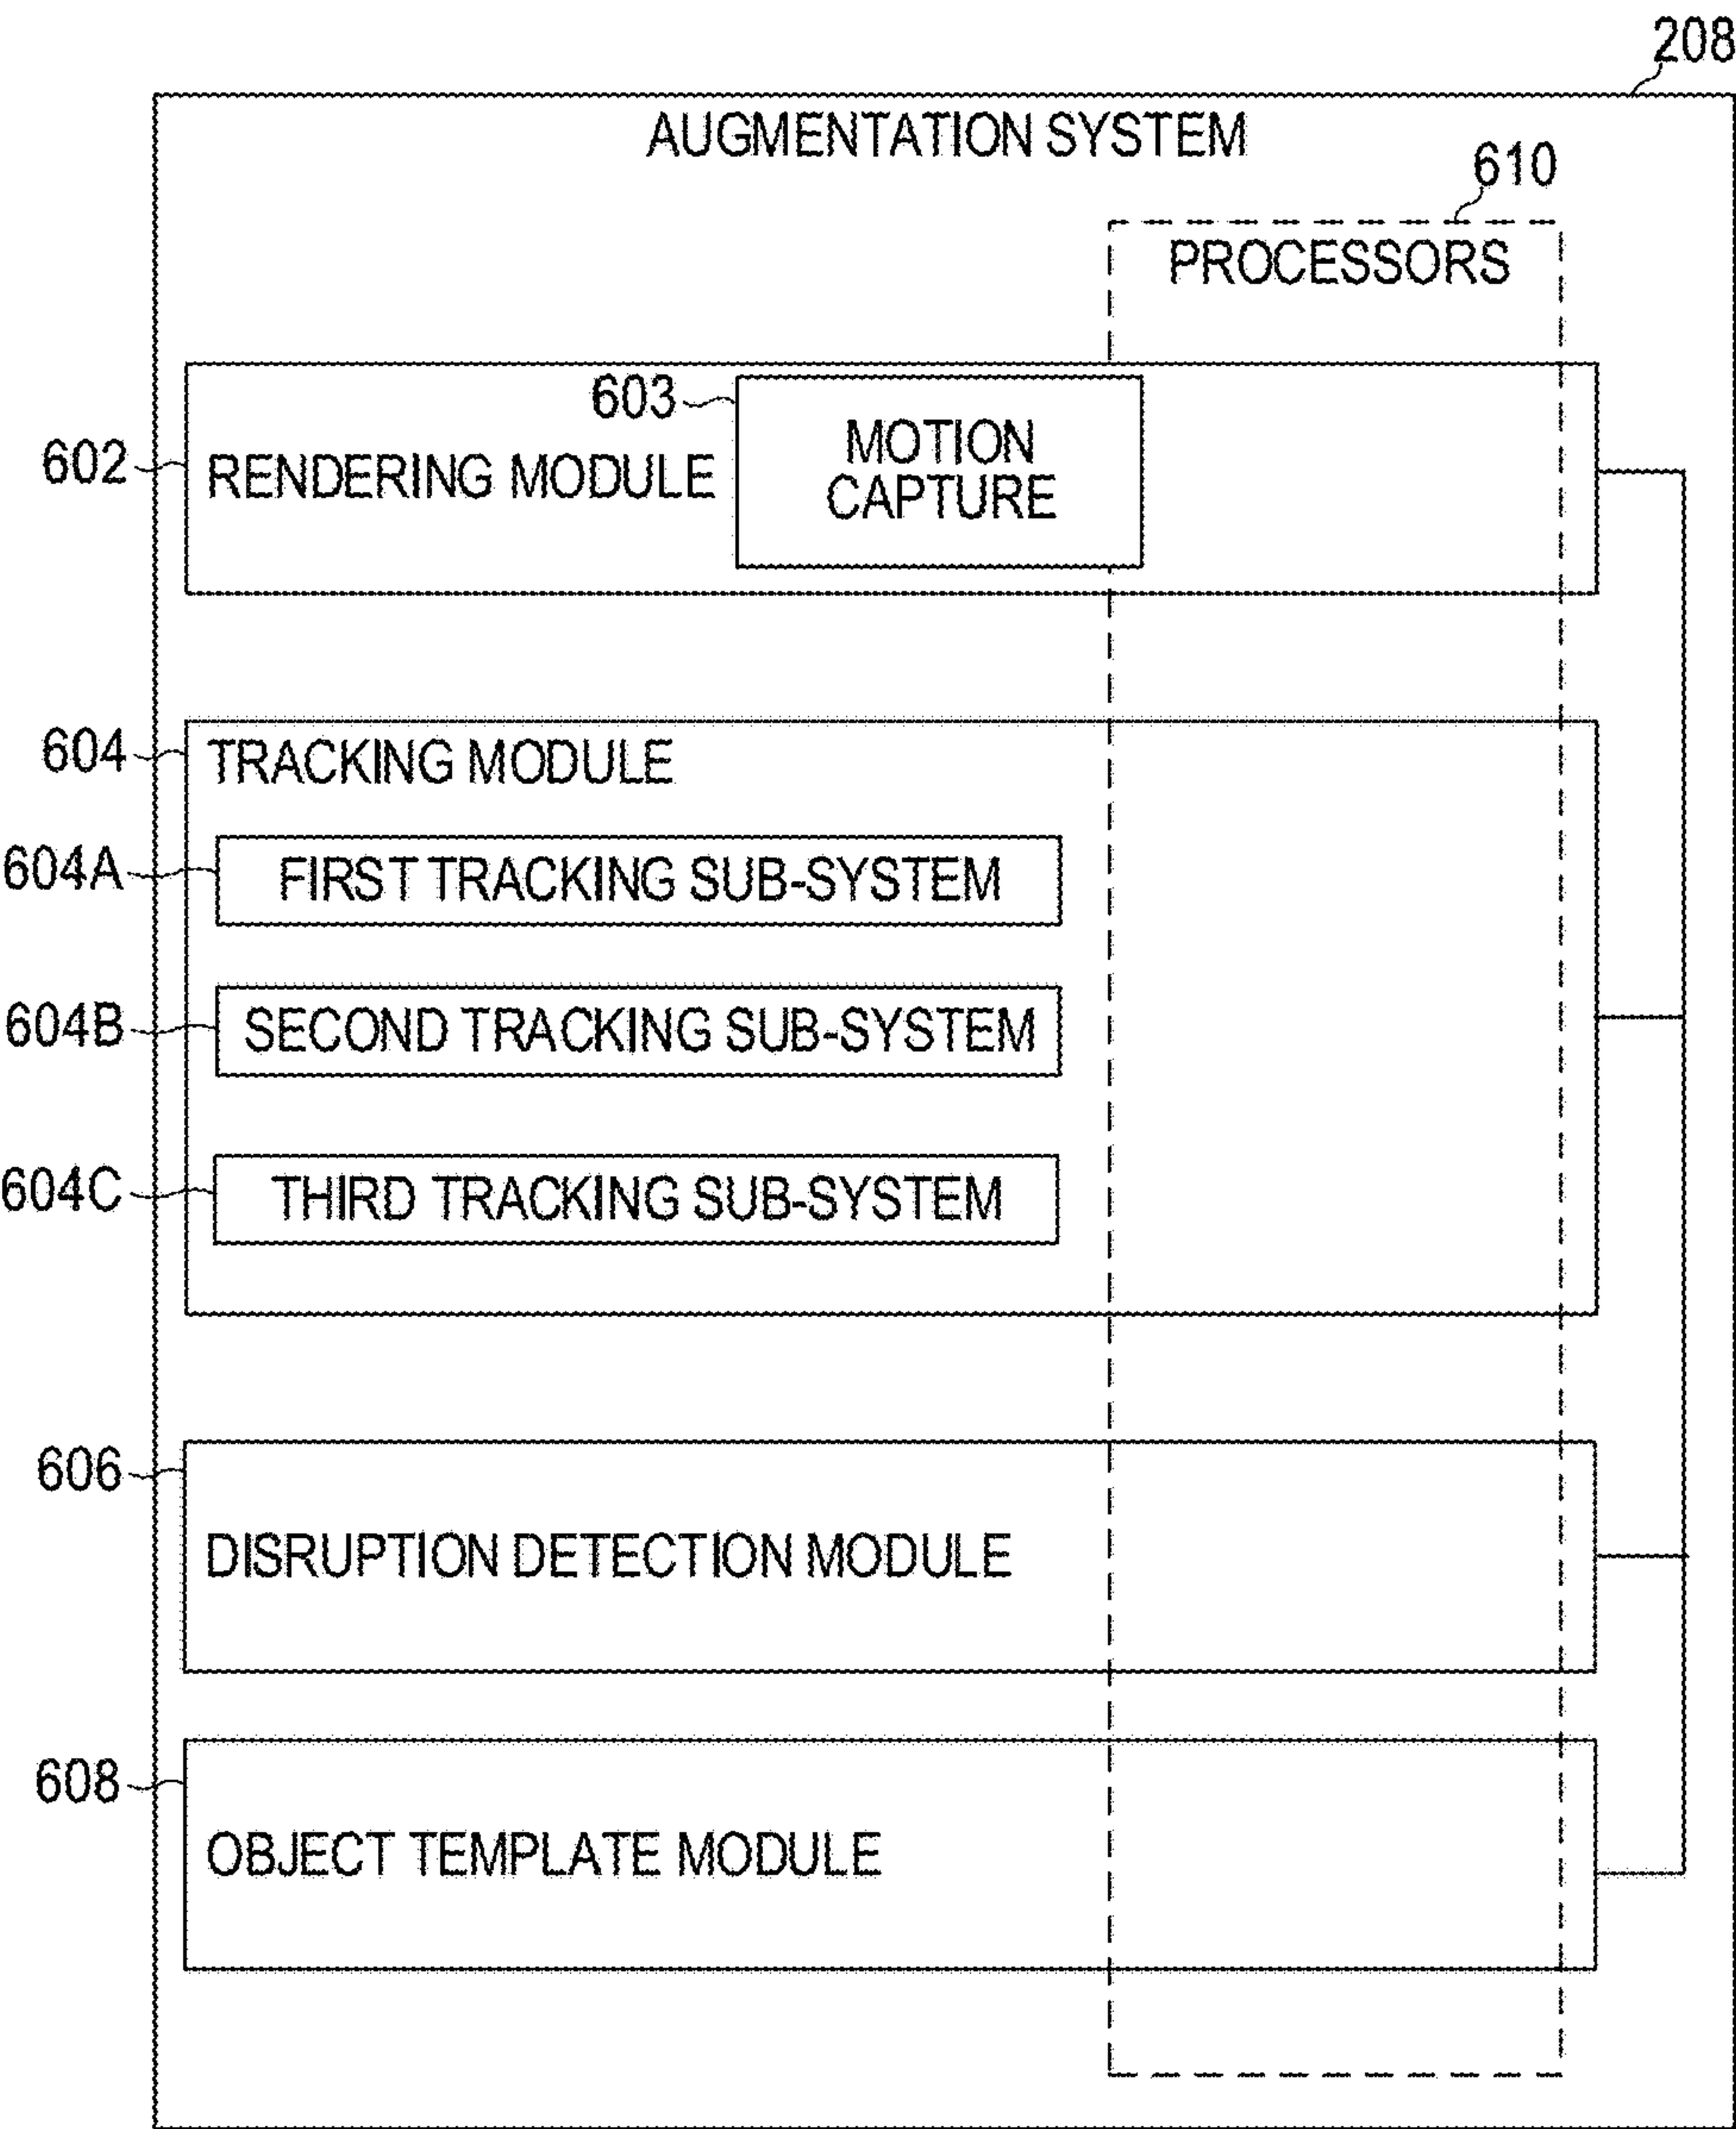 208
AUGMENTATION SYSTEM
610
PROCESSORS
603
MOTION
CAPTURE
602
RENDERING MODULE
604
TRACKING MODULE
604A
FIRST TRACKING SUB-SYSTEM
604B
SECOND TRACKING SUB-SYSTEM
604C
THIRD TRACKING SUB-SYSTEM
606
DISRUPTION DETECTION MODULE
608
OBJECT TEMPLATE MODULE